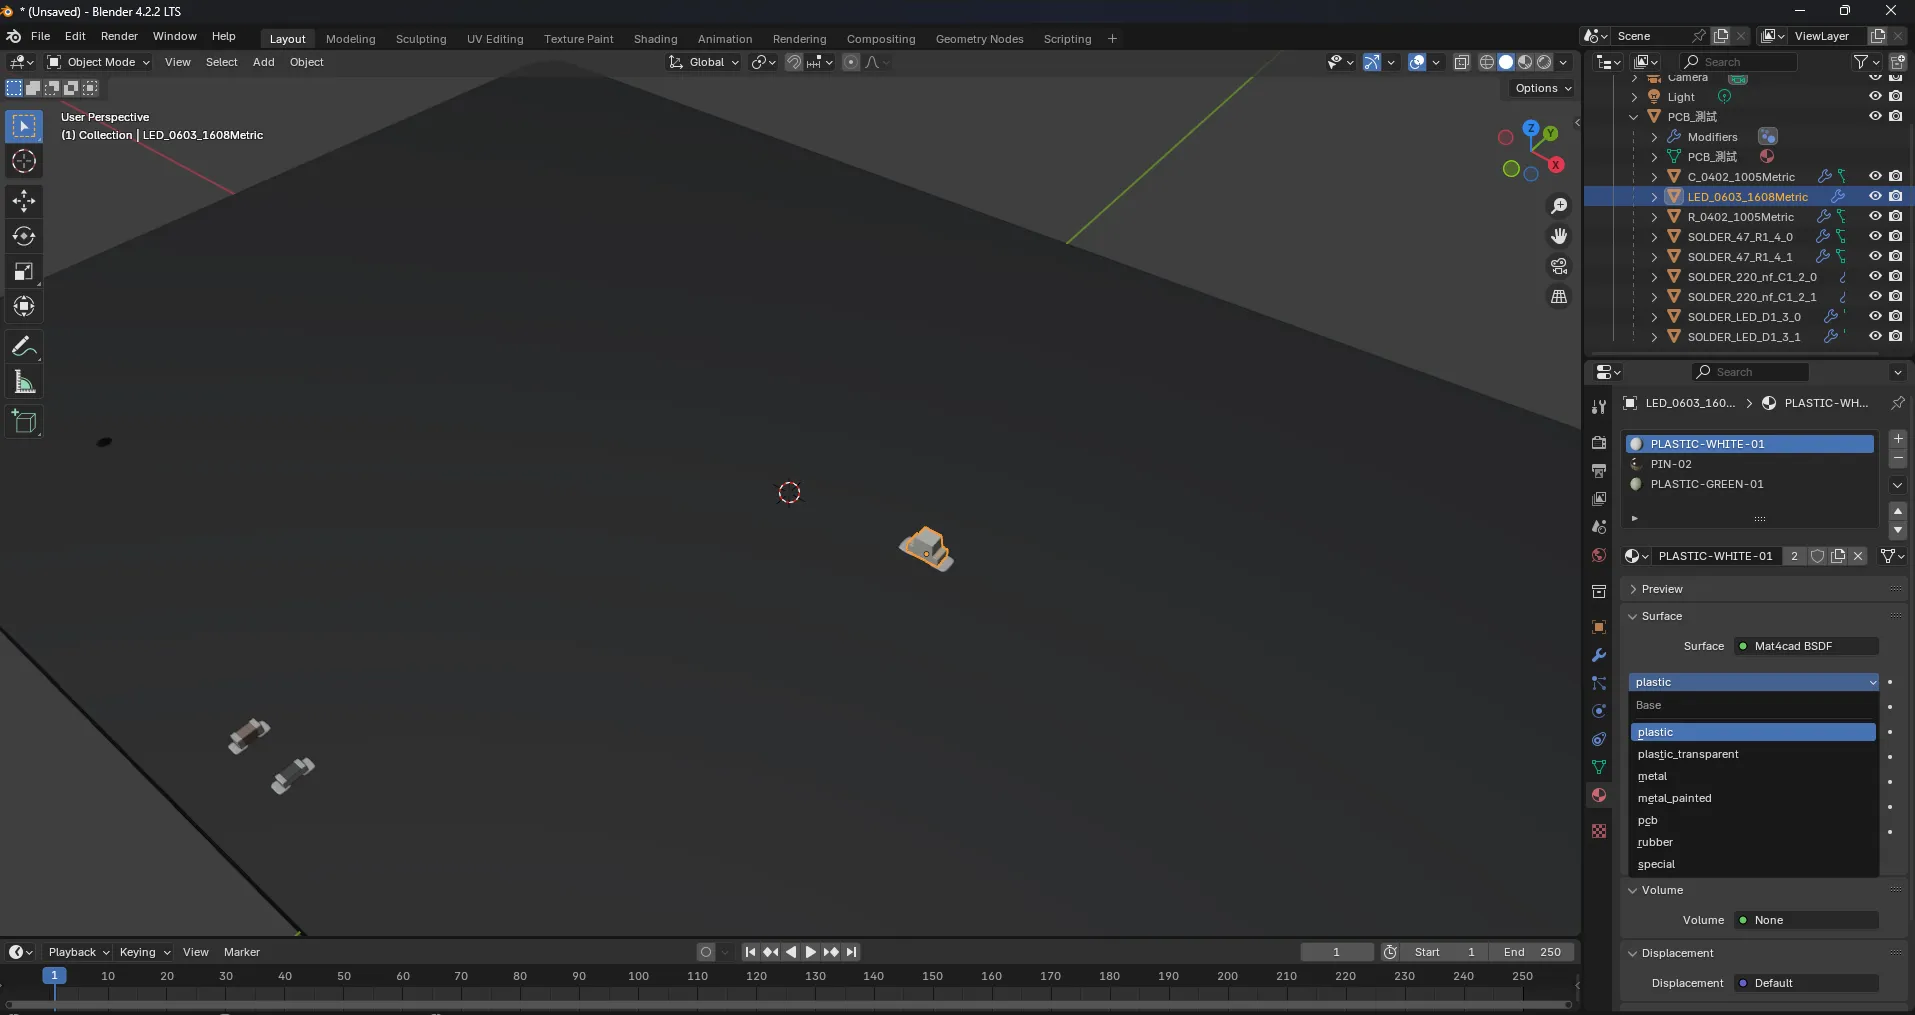 * (Unsaved) - Blender 4.2.2 LTS
File Edit Render Window Help Layout Modeling Sculpting UV Editing Texture Paint Shading Animation Rendering Compositing Geometry Nodes Scripting + Scene ViewLayer
Object Mode View Select Add Object Global Search
Options
User Perspective
(1) Collection | LED_0603_1608Metric
Z
Y
X
Camera
Light
PCB_測試
Modifiers
PCB_測試
C_0402_1005Metric
LED_0603_1608Metric
R_0402_1005Metric
SOLDER_47_R1_4_0
SOLDER_47_R1_4_1
SOLDER_220_nf_C1_2_0
SOLDER_220_nf_C1_2_1
SOLDER_LED_D1_3_0
SOLDER_LED_D1_3_1
Search
LED_0603_160... PLASTIC-WH...
PLASTIC-WHITE-01
PIN-02
PLASTIC-GREEN-01
PLASTIC-WHITE-01 2
Preview
Surface
Surface Mat4cad BSDF
plastic
Base
plastic
plastic_transparent
metal
metal_painted
pcb
rubber
special
Volume
Volume None
Displacement
Displacement Default
Playback Keying View Marker 1 Start 1 End 250
1 10 20 30 40 50 60 70 80 90 100 110 120 130 140 150 160 170 180 190 200 210 220 230 240 250